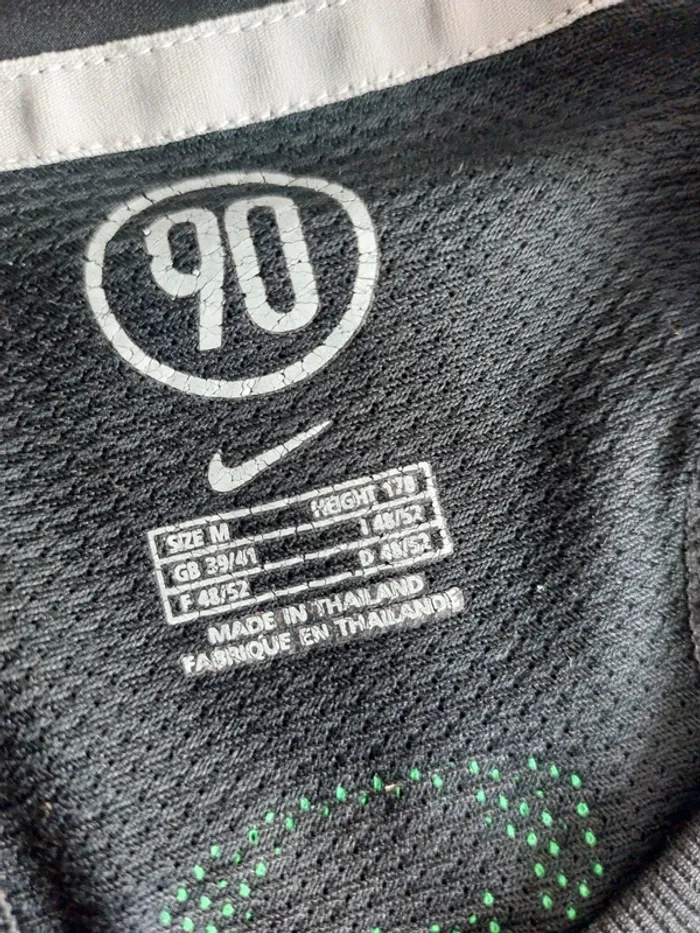 90
SIZE M HEIGHT 178
GB 39/41 I 48/52
F 48/52 D 48/52
MADE IN THAILAND
FABRIQUE EN THAILANDE